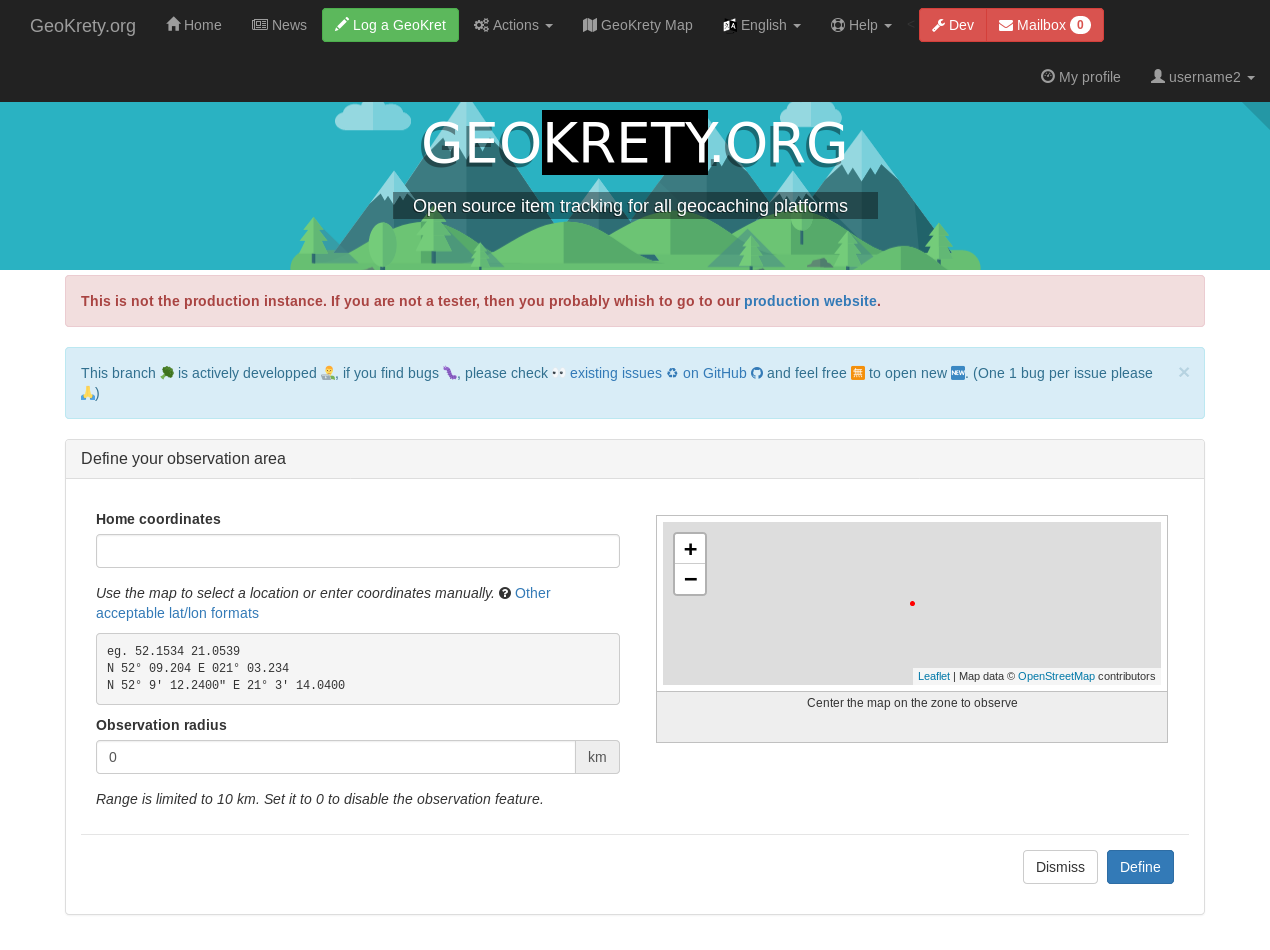 GeoKrety.org Home News Log a GeoKret Actions GeoKrety Map English Help Dev Mailbox 0
My profile username2
GEOKRETY.ORG
Open source item tracking for all geocaching platforms
This is not the production instance. If you are not a tester, then you probably whish to go to our production website.
This branch 🥦 is actively developped 👨‍🔬, if you find bugs 🐛, please check 👀 existing issues ♻ on GitHub and feel free 🈚 to open new 🆕. (One 1 bug per issue please
🙏)
×
Define your observation area
Home coordinates
Use the map to select a location or enter coordinates manually. Other
acceptable lat/lon formats
eg. 52.1534 21.0539
N 52° 09.204 E 021° 03.234
N 52° 9' 12.2400" E 21° 3' 14.0400
Observation radius
0 km
Range is limited to 10 km. Set it to 0 to disable the observation feature.
+
−
Leaflet | Map data © OpenStreetMap contributors
Center the map on the zone to observe
Dismiss Define